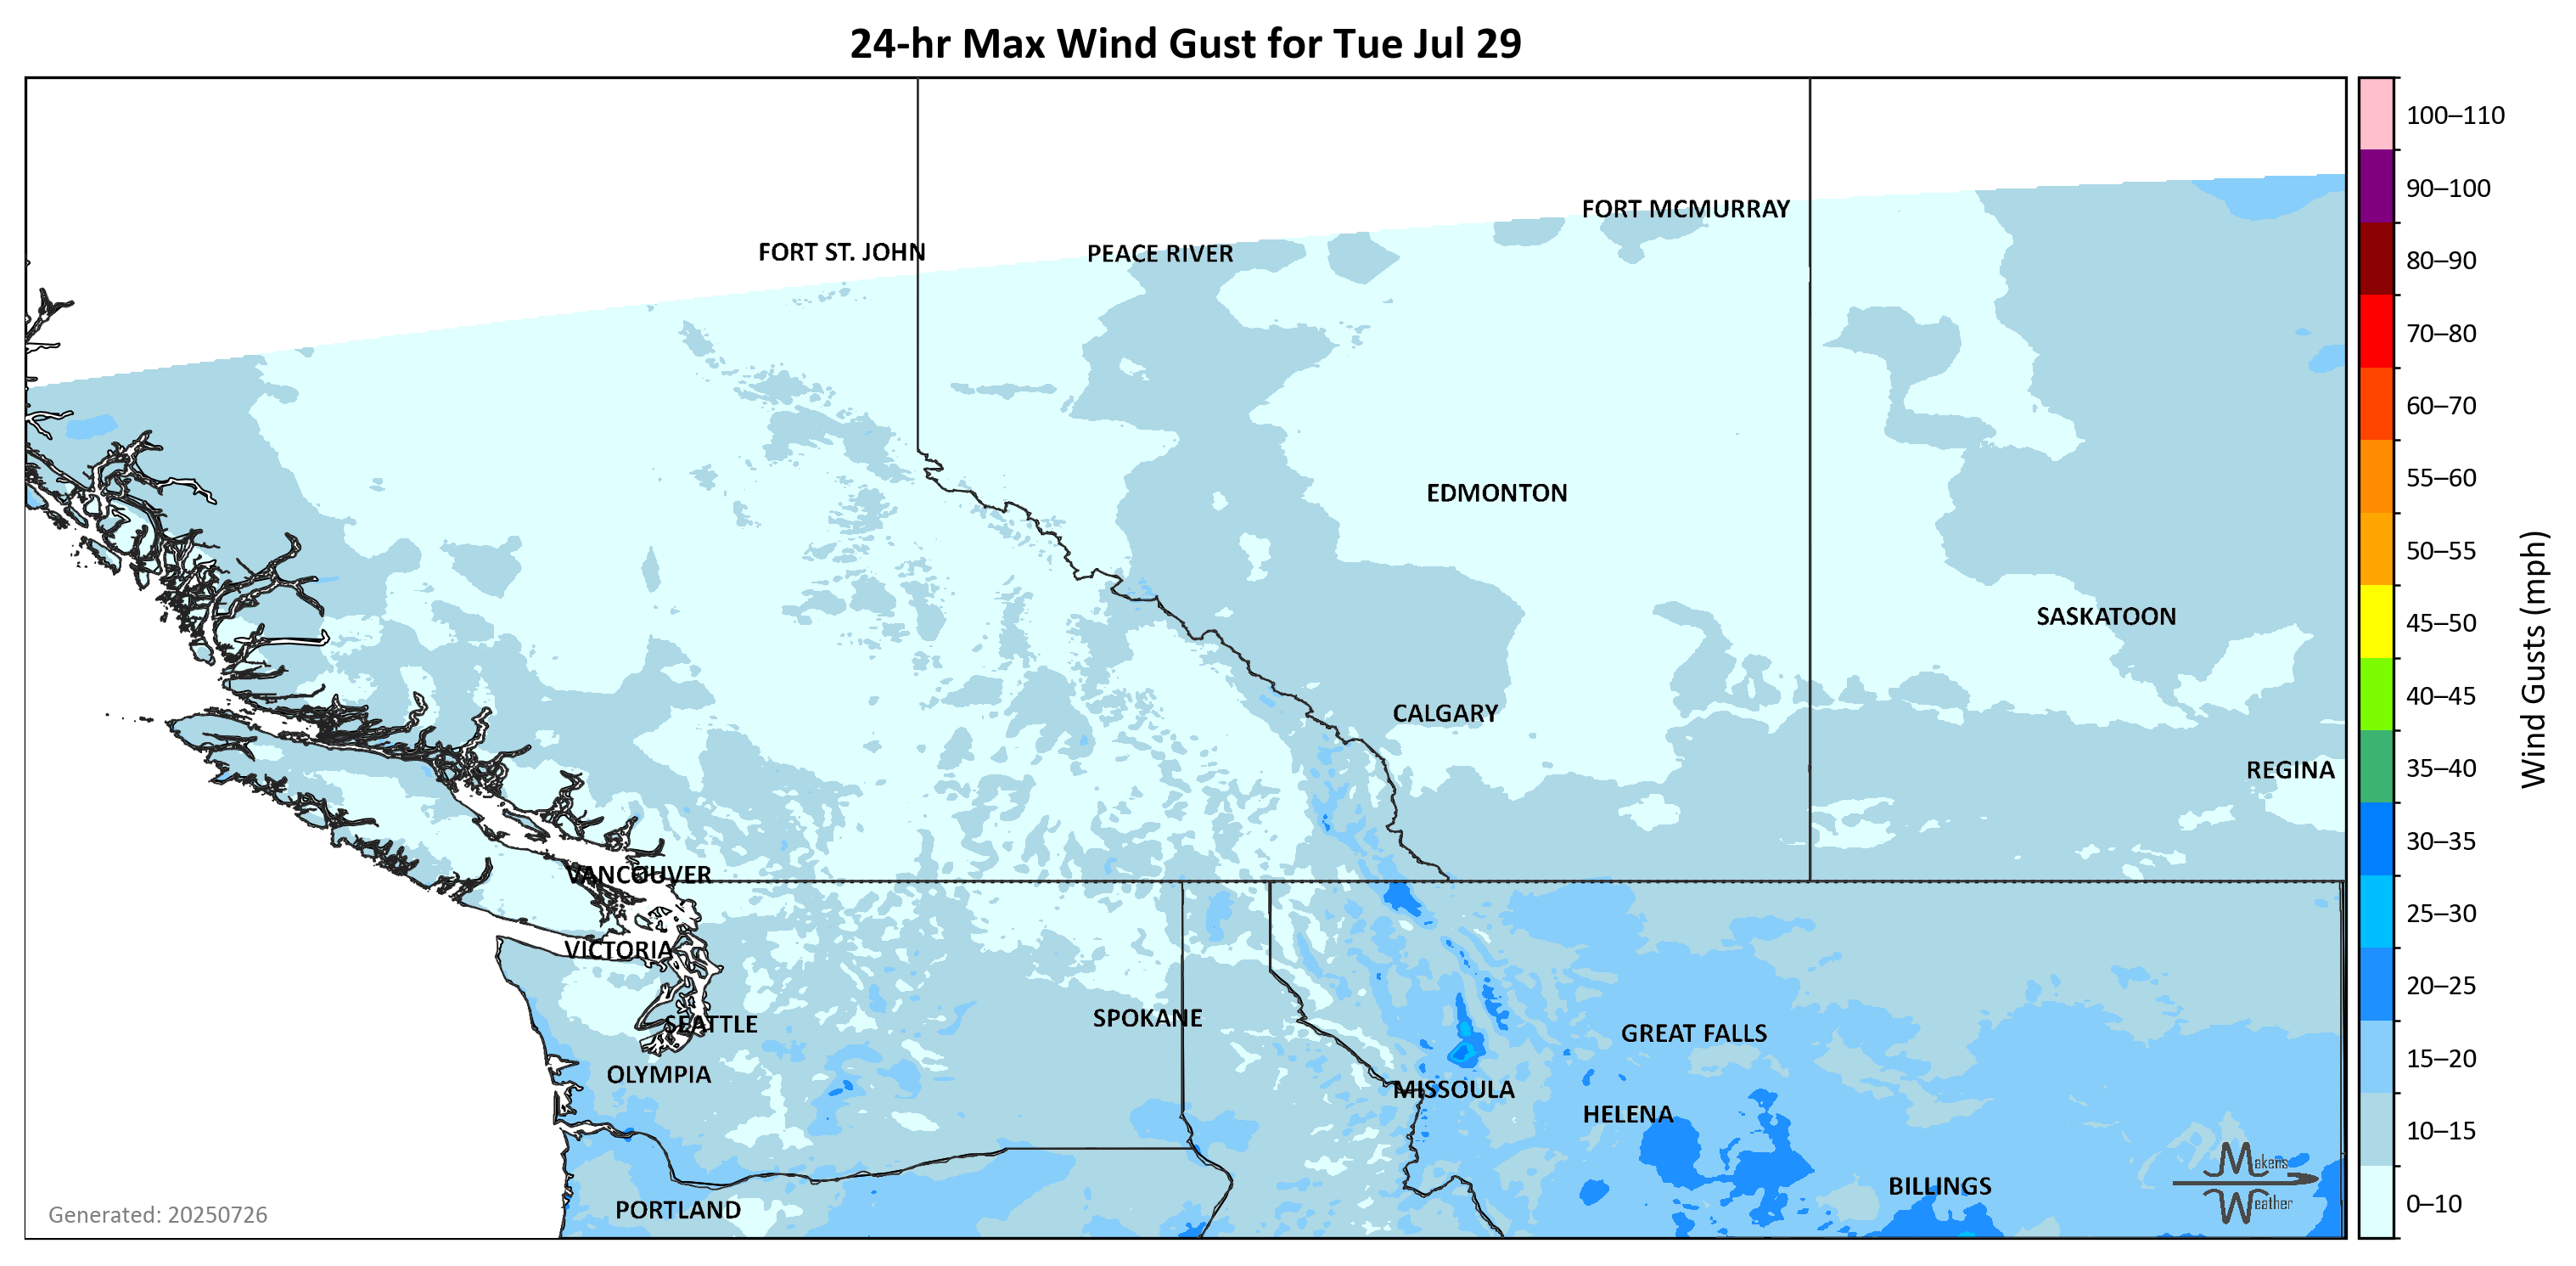 24-hr Max Wind Gust for Tue Jul 29
100–110
90–100
80–90
70–80
60–70
55–60
50–55
45–50
40–45
35–40
30–35
25–30
20–25
15–20
10–15
0–10
Wind Gusts (mph)
FORT MCMURRAY
FORT ST. JOHN
PEACE RIVER
EDMONTON
SASKATOON
CALGARY
REGINA
VANCOUVER
VICTORIA
SPOKANE
SEATTLE
GREAT FALLS
OLYMPIA
MISSOULA
HELENA
BILLINGS
PORTLAND
Makens
Weather
Generated: 20250726